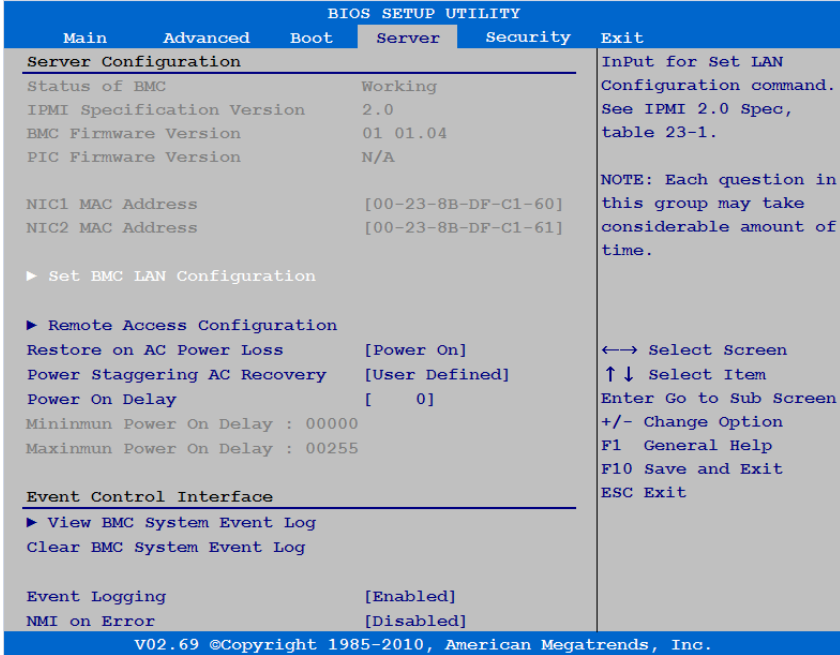 BIOS SETUP UTILITY
Main Advanced Boot Server Security Exit
Server Configuration
Status of BMC Working
IPMI Specification Version 2.0
BMC Firmware Version 01 01.04
PIC Firmware Version N/A
NIC1 MAC Address [00-23-8B-DF-C1-60]
NIC2 MAC Address [00-23-8B-DF-C1-61]
► Set BMC LAN Configuration
► Remote Access Configuration
Restore on AC Power Loss [Power On]
Power Staggering AC Recovery [User Defined]
Power On Delay [ 0]
Mininmun Power On Delay : 00000
Maxinmun Power On Delay : 00255
Event Control Interface
► View BMC System Event Log
Clear BMC System Event Log
Event Logging [Enabled]
NMI on Error [Disabled]
InPut for Set LAN
Configuration command.
See IPMI 2.0 Spec,
table 23-1.
NOTE: Each question in
this group may take
considerable amount of
time.
←→ Select Screen
↑↓ Select Item
Enter Go to Sub Screen
+/- Change Option
F1 General Help
F10 Save and Exit
ESC Exit
V02.69 ©Copyright 1985-2010, American Megatrends, Inc.